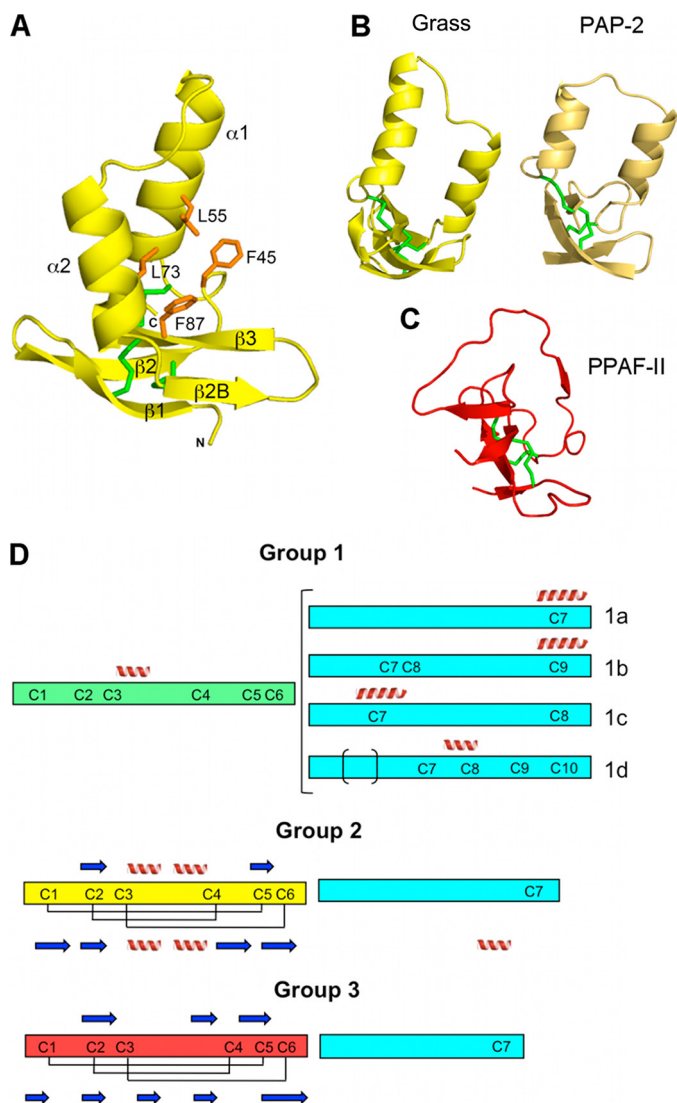 A
α1
L55
α2
L73
F45
C
F87
β3
β2
β2B
β1
N
B
Grass
PAP-2
C
PPAF-II
D
Group 1
C7 1a
C7 C8 C9 1b
C1 C2 C3 C4 C5 C6
C7 C8 1c
C7 C8 C9 C10 1d
Group 2
C1 C2 C3 C4 C5 C6 C7
Group 3
C1 C2 C3 C4 C5 C6 C7